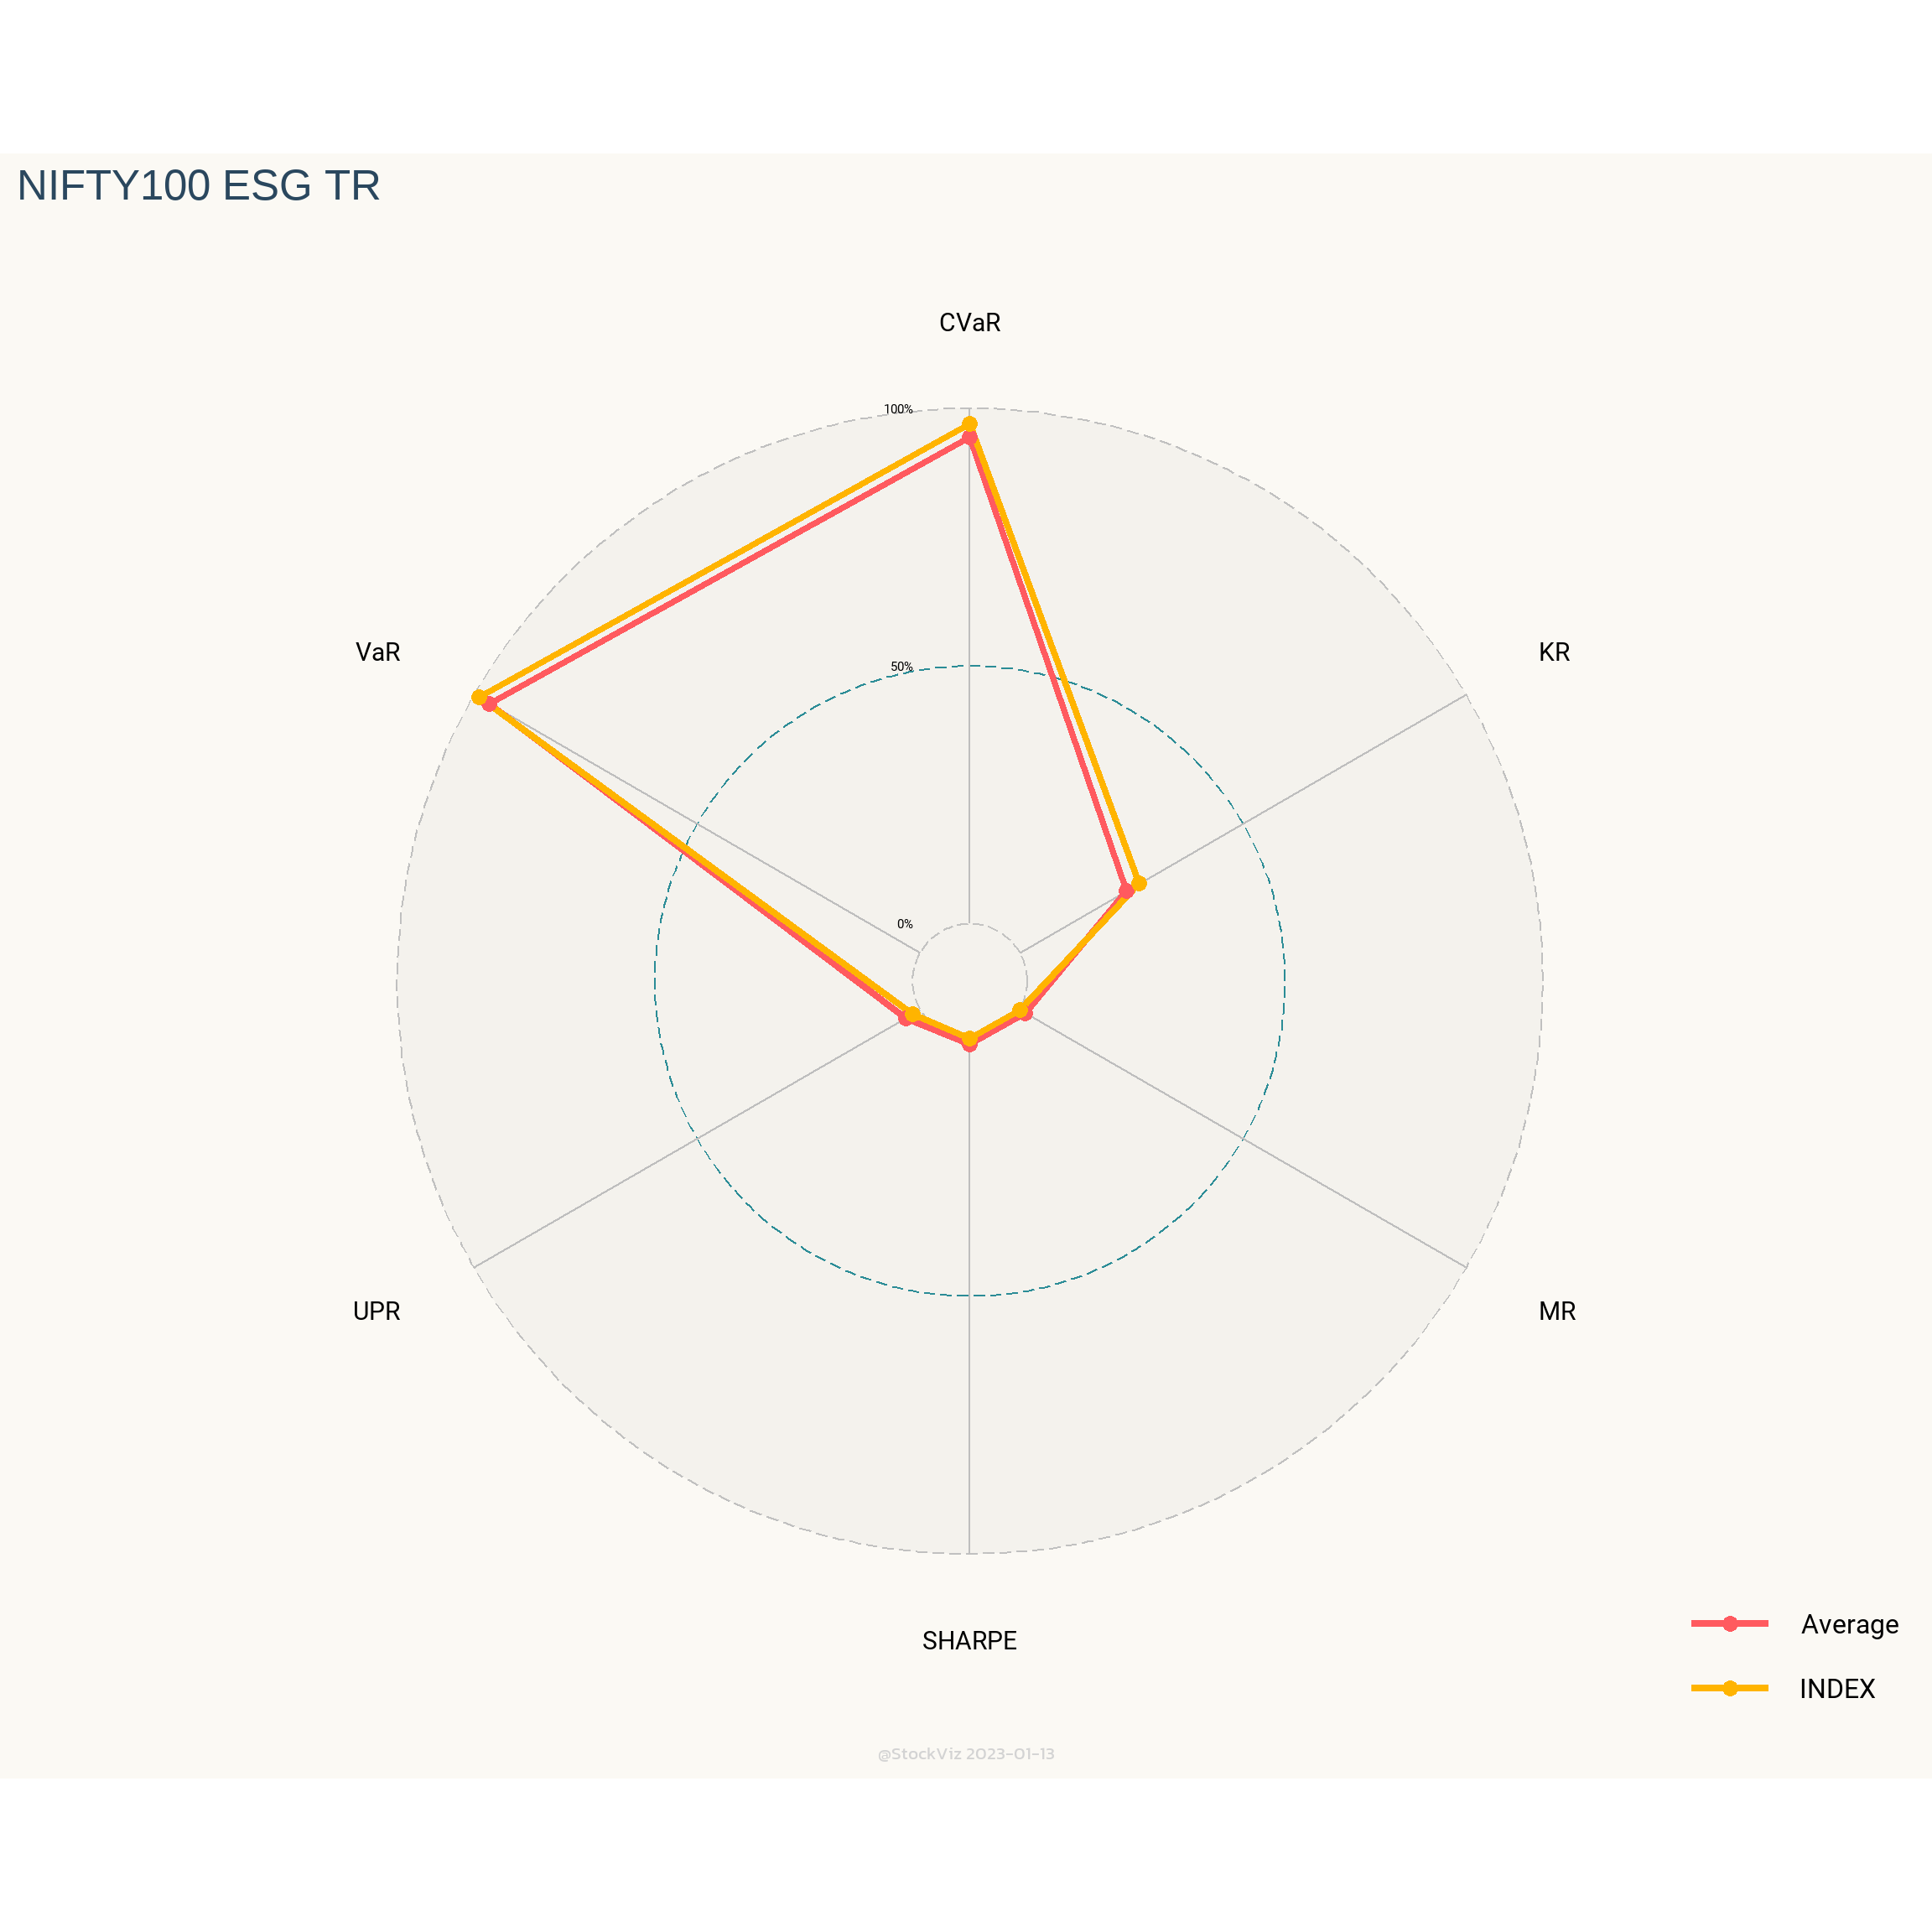 NIFTY100 ESG TR
CVaR
100%
VaR
KR
50%
0%
UPR
MR
SHARPE
Average
INDEX
@StockViz 2023-01-13